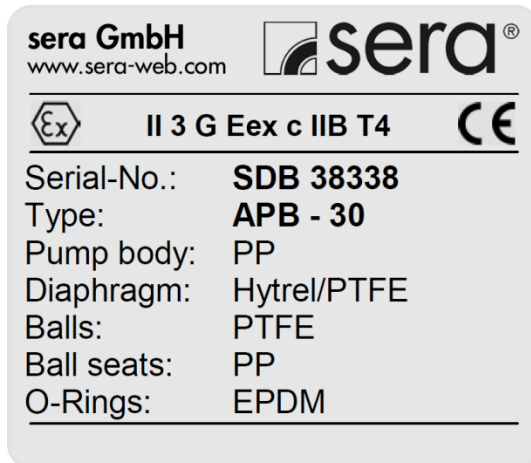 sera GmbH
www.sera-web.com
sera®
Ex II 3 G Eex c IIB T4 CE
Serial-No.: SDB 38338
Type: APB - 30
Pump body: PP
Diaphragm: Hytrel/PTFE
Balls: PTFE
Ball seats: PP
O-Rings: EPDM